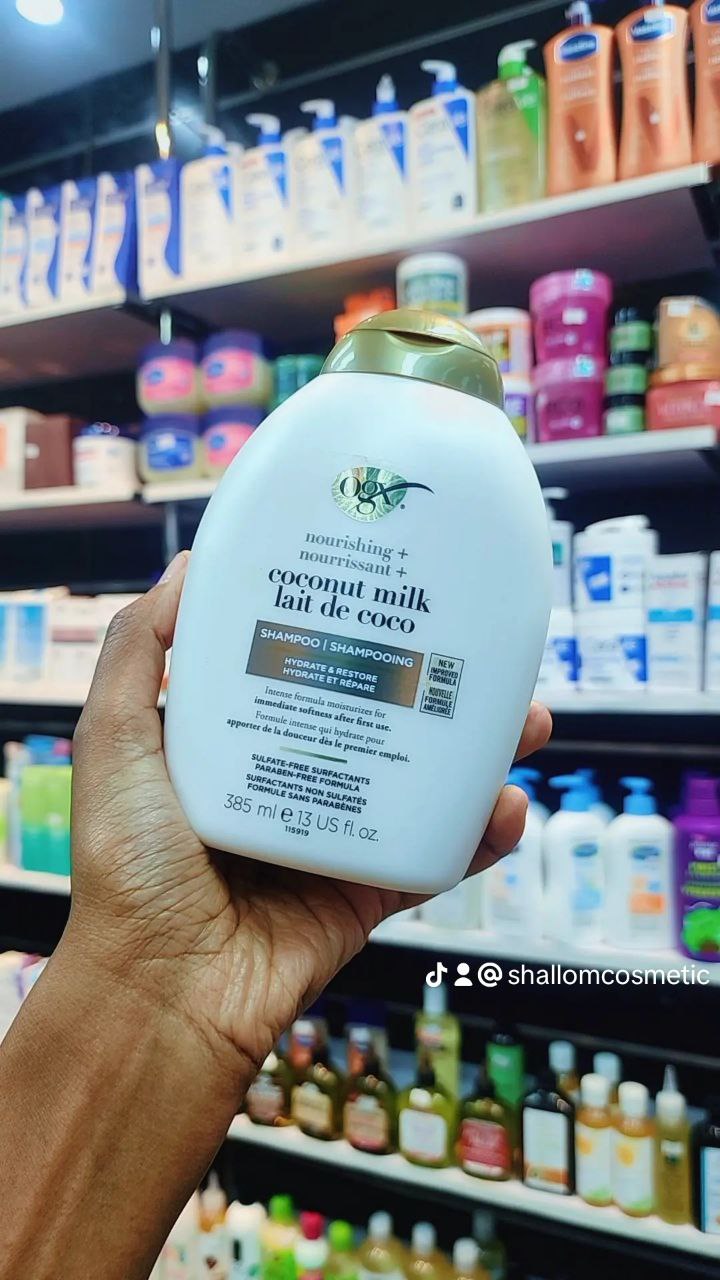 ogx
nourishing +
nourrissant +
coconut milk
lait de coco
SHAMPOO | SHAMPOOING
HYDRATE & RESTORE
HYDRATE ET RÉPARE
NEW
IMPROVED
FORMULA
NOUVELLE
FORMULE
AMÉLIORÉE
Intense formula moisturizes for
immediate softness after first use.
Formule intense qui hydrate pour
apporter de la douceur dès le premier emploi.
SULFATE-FREE SURFACTANTS
PARABEN-FREE FORMULA
SURFACTANTS NON SULFATÉS
FORMULE SANS PARABÈNES
385 ml e 13 US fl. oz.
115919
@ shallomcosmetic